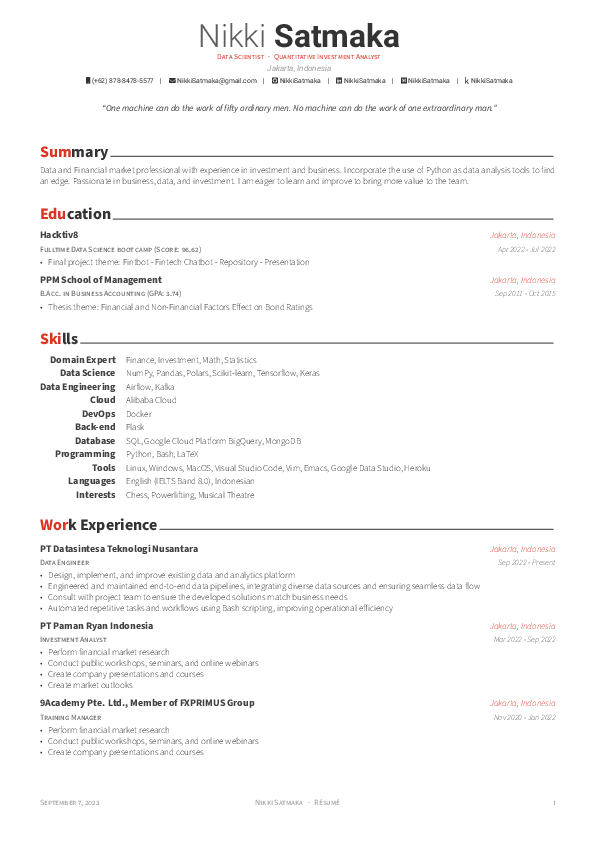 Nikki Satmaka
Data Scientist · Quantitative Investment Analyst
Jakarta, Indonesia
(+62) 878-8478-5577 | NikkiSatmaka@gmail.com | NikkiSatmaka | NikkiSatmaka | NikkiSatmaka | NikkiSatmaka
"One machine can do the work of fifty ordinary men. No machine can do the work of one extraordinary man."
Summary
Data and Financial market professional with experience in investment and business. Incorporate the use of Python as data analysis tools to find
an edge. Passionate in business, data, and investment. I am eager to learn and improve to bring more value to the team.
Education
Hacktiv8 Jakarta, Indonesia
Fulltime Data Science boot camp (Score: 96.62) Apr 2022 - Jul 2022
• Final project theme: Fintbot - Fintech Chatbot - Repository - Presentation
PPM School of Management Jakarta, Indonesia
B.Acc. in Business Accounting (GPA: 3.74) Sep 2011 - Oct 2015
• Thesis theme: Financial and Non-Financial Factors Effect on Bond Ratings
Skills
Domain Expert Finance, Investment, Math, Statistics
Data Science NumPy, Pandas, Polars, Scikit-learn, Tensorflow, Keras
Data Engineering Airflow, Kafka
Cloud Alibaba Cloud
DevOps Docker
Back-end Flask
Database SQL, Google Cloud Platform BigQuery, MongoDB
Programming Python, Bash, LaTeX
Tools Linux, Windows, MacOS, Visual Studio Code, Vim, Emacs, Google Data Studio, Heroku
Languages English (IELTS Band 8.0), Indonesian
Interests Chess, Powerlifting, Musical Theatre
Work Experience
PT Datasintesa Teknologi Nusantara Jakarta, Indonesia
Data Engineer Sep 2022 - Present
• Design, implement, and improve existing data and analytics platform
• Engineered and maintained end-to-end data pipelines, integrating diverse data sources and ensuring seamless data flow
• Consult with project team to ensure the developed solutions match business needs
• Automated repetitive tasks and workflows using Bash scripting, improving operational efficiency
PT Paman Ryan Indonesia Jakarta, Indonesia
Investment Analyst Mar 2022 - Sep 2022
• Perform financial market research
• Conduct public workshops, seminars, and online webinars
• Create company presentations and courses
• Create market outlooks
9Academy Pte. Ltd., Member of FXPRIMUS Group Jakarta, Indonesia
Training Manager Nov 2020 - Jan 2022
• Perform financial market research
• Conduct public workshops, seminars, and online webinars
• Create company presentations and courses
September 7, 2023 Nikki Satmaka · Résumé 1